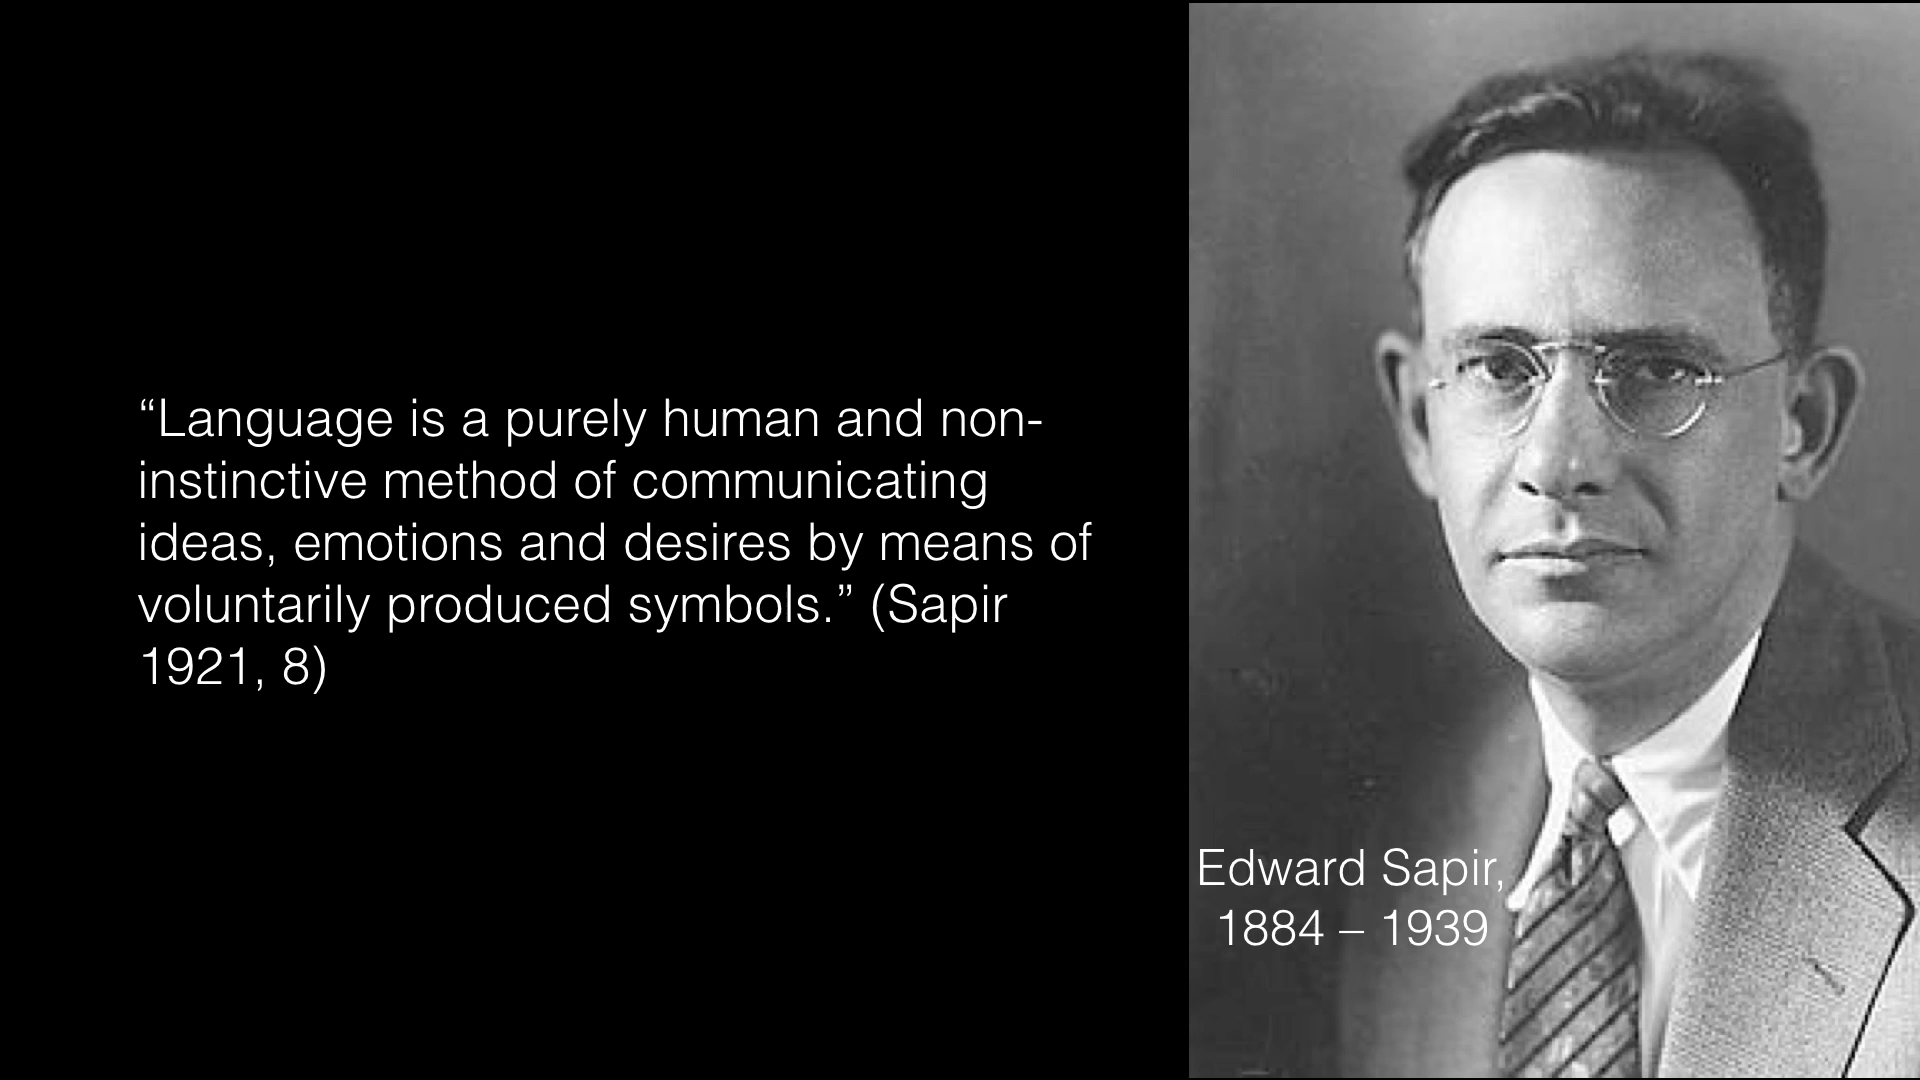 “Language is a purely human and non-
instinctive method of communicating
ideas, emotions and desires by means of
voluntarily produced symbols.” (Sapir
1921, 8)
Edward Sapir,
1884 – 1939